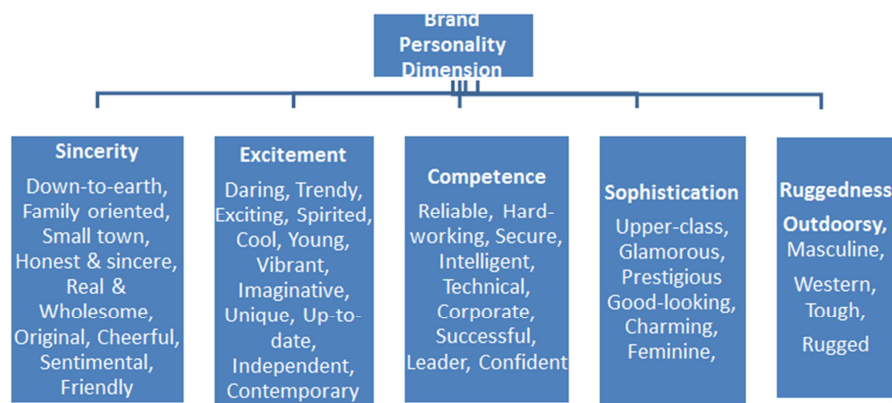 Brand
Personality
Dimension
Sincerity
Down-to-earth,
Family oriented,
Small town,
Honest & sincere,
Real &
Wholesome,
Original, Cheerful,
Sentimental,
Friendly
Excitement
Daring, Trendy,
Exciting, Spirited,
Cool, Young,
Vibrant,
Imaginative,
Unique, Up-to-
date,
Independent,
Contemporary
Competence
Reliable, Hard-
working, Secure,
Intelligent,
Technical,
Corporate,
Successful,
Leader, Confident
Sophistication
Upper-class,
Glamorous,
Prestigious
Good-looking,
Charming,
Feminine,
Ruggedness
Outdoorsy,
Masculine,
Western,
Tough,
Rugged